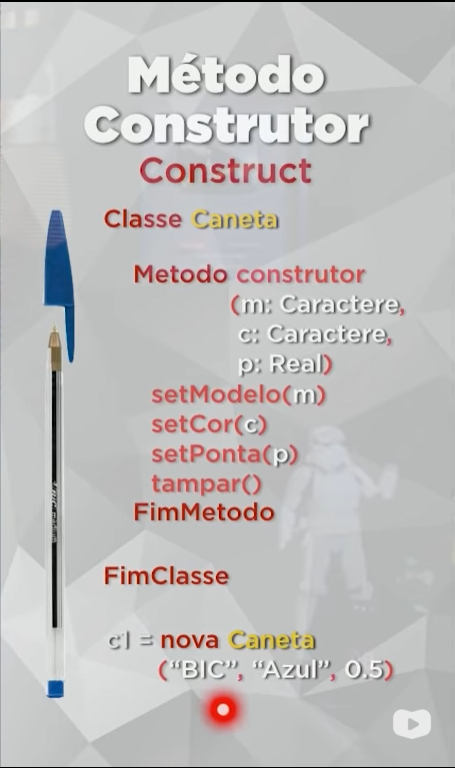 Método
Construtor
Construct
Classe Caneta
Metodo construtor
(m: Caractere,
c: Caractere,
p: Real)
setModelo(m)
setCor(c)
setPonta(p)
tampar()
FimMetodo
FimClasse
c1 = nova Caneta
(“BIC”, “Azul”, 0.5)